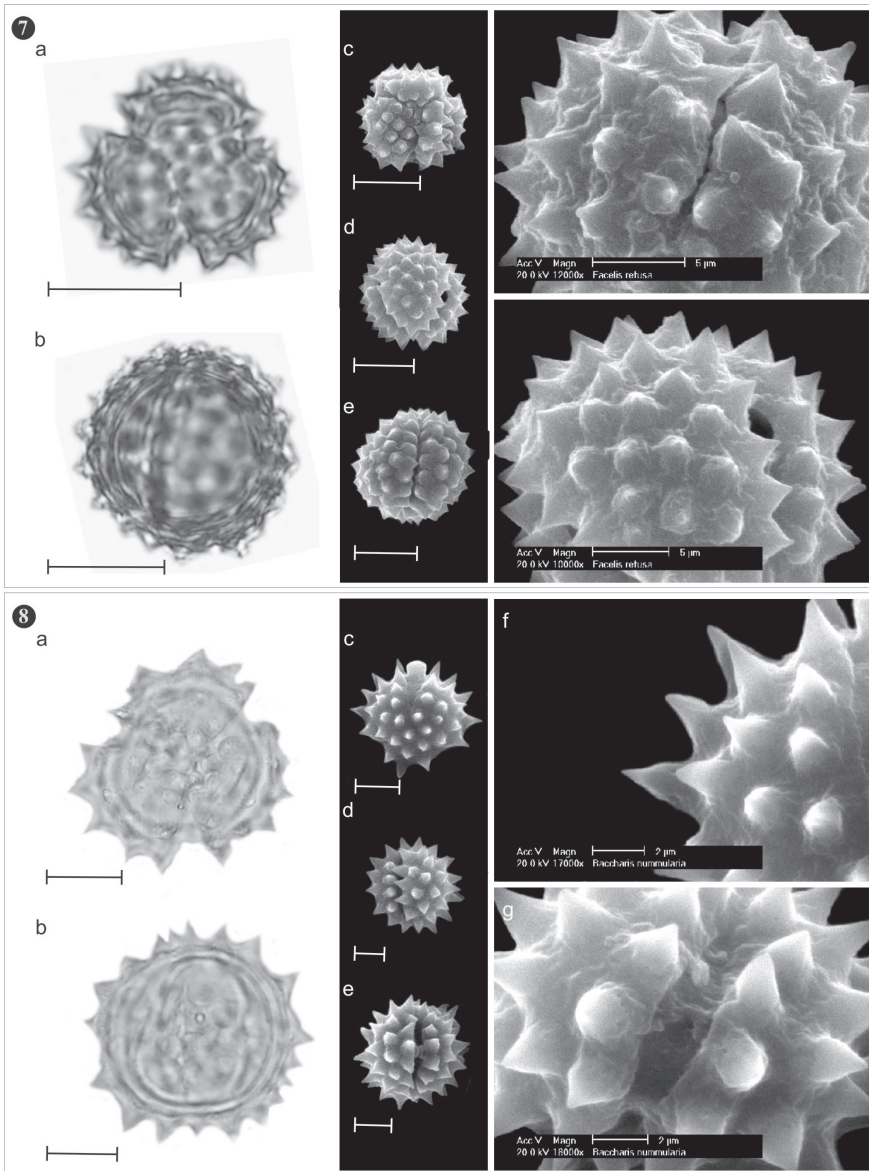 7
a
b
c
d
e
Acc.V Magn 5 µm
20.0 kV 12000x Facelis retusa
Acc.V Magn 5 µm
20.0 kV 10000x Facelis retusa
8
a
b
c
d
e
f
Acc.V Magn 2 µm
20.0 kV 17000x Baccharis nummularia
g
Acc.V Magn 2 µm
20.0 kV 18000x Baccharis nummularia